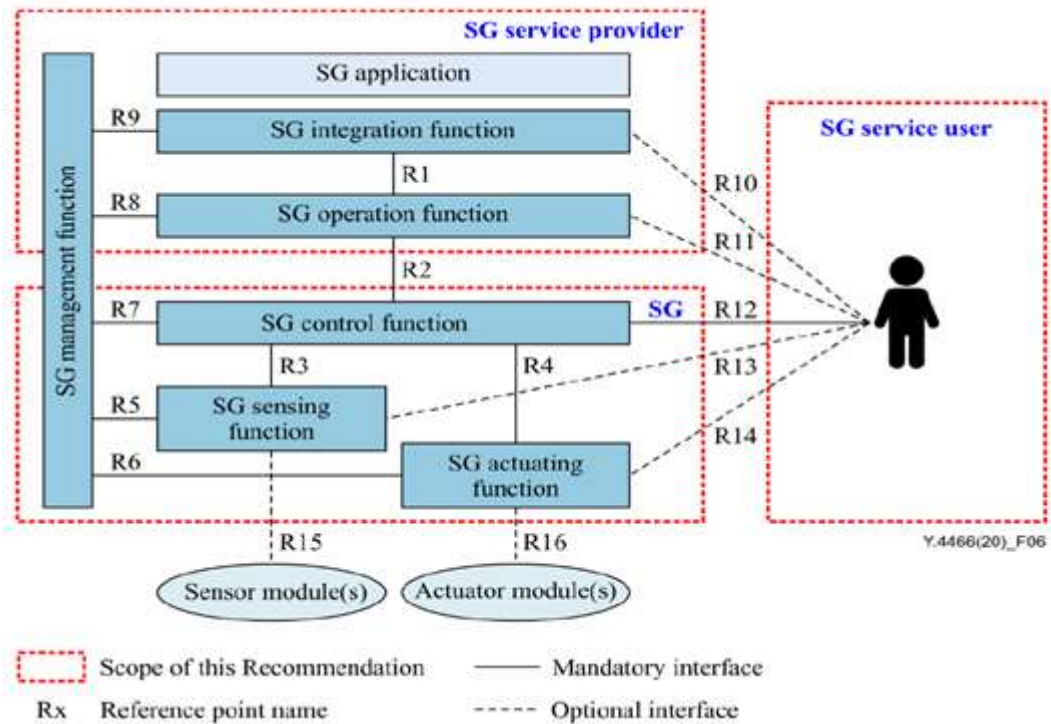 SG service provider
SG application
R9
SG integration function
SG service user
R1
R10
R8
SG operation function
R11
R2
SG management function
R7
SG control function
SG
R12
R3
R4
R13
R5
SG sensing
function
R14
R6
SG actuating
function
R15
R16
Y.4466(20)_F06
Sensor module(s)
Actuator module(s)
Scope of this Recommendation
Mandatory interface
Rx
Reference point name
Optional interface